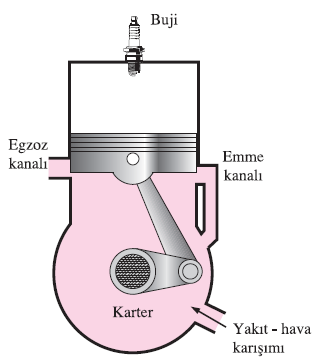 Buji
Egzoz
kanalı
Emme
kanalı
Karter
Yakıt - hava
karışımı